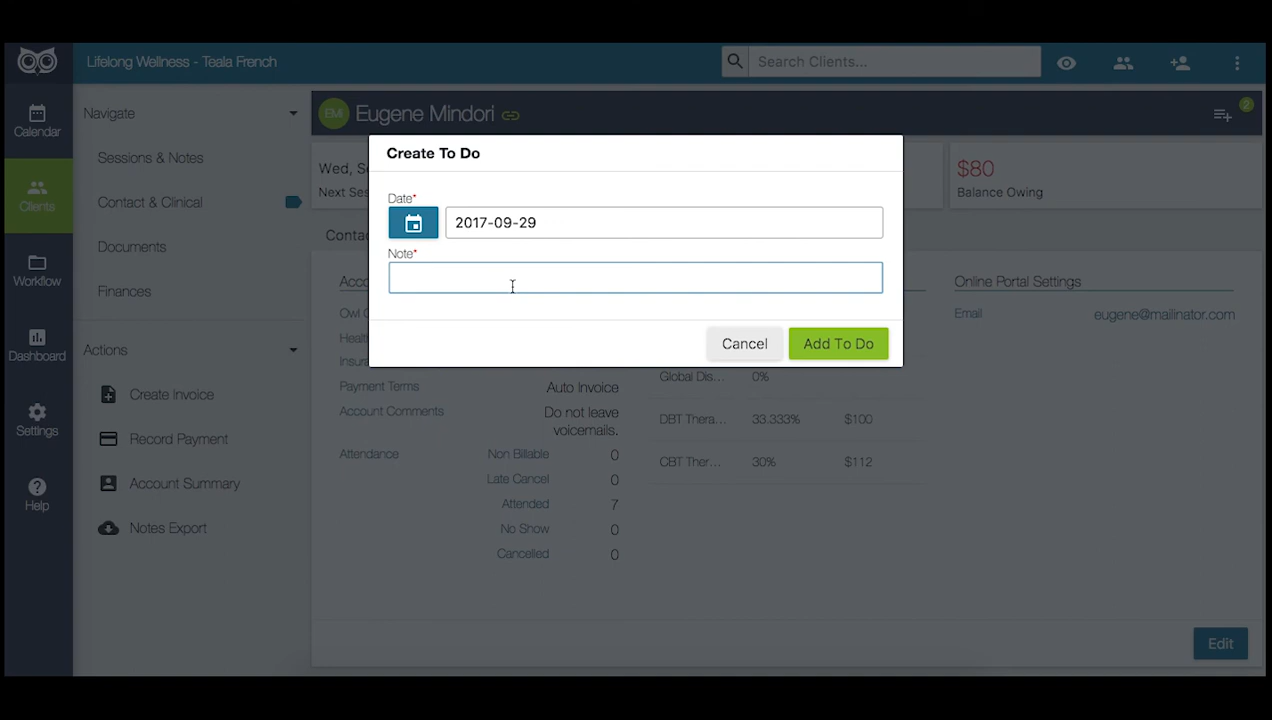 Lifelong Wellness - Teala French
Search Clients...
Calendar
Clients
Workflow
Dashboard
Settings
Help
Navigate
Sessions & Notes
Contact & Clinical
Documents
Finances
Actions
Create Invoice
Record Payment
Account Summary
Notes Export
EMI
Eugene Mindori
2
Wed, S
Next Ses
$80
Balance Owing
Create To Do
Date*
2017-09-29
Note*
Cancel
Add To Do
Online Portal Settings
Email
eugene@mailinator.com
Payment Terms
Auto Invoice
Account Comments
Do not leave
voicemails.
Attendance
Non Billable
0
Late Cancel
0
Attended
7
No Show
0
Cancelled
0
Global Dis...
0%
DBT Thera...
33.333%
$100
CBT Ther...
30%
$112
Edit